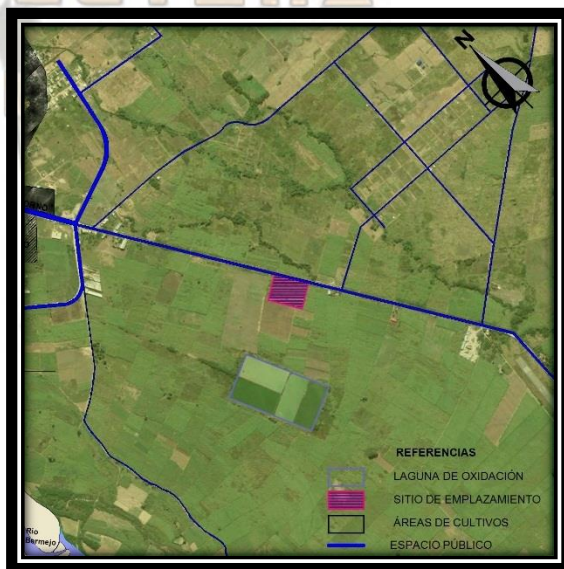 N
REFERENCIAS
LAGUNA DE OXIDACIÓN
SITIO DE EMPLAZAMIENTO
ÁREAS DE CULTIVOS
ESPACIO PÚBLICO
Río
Bermejo